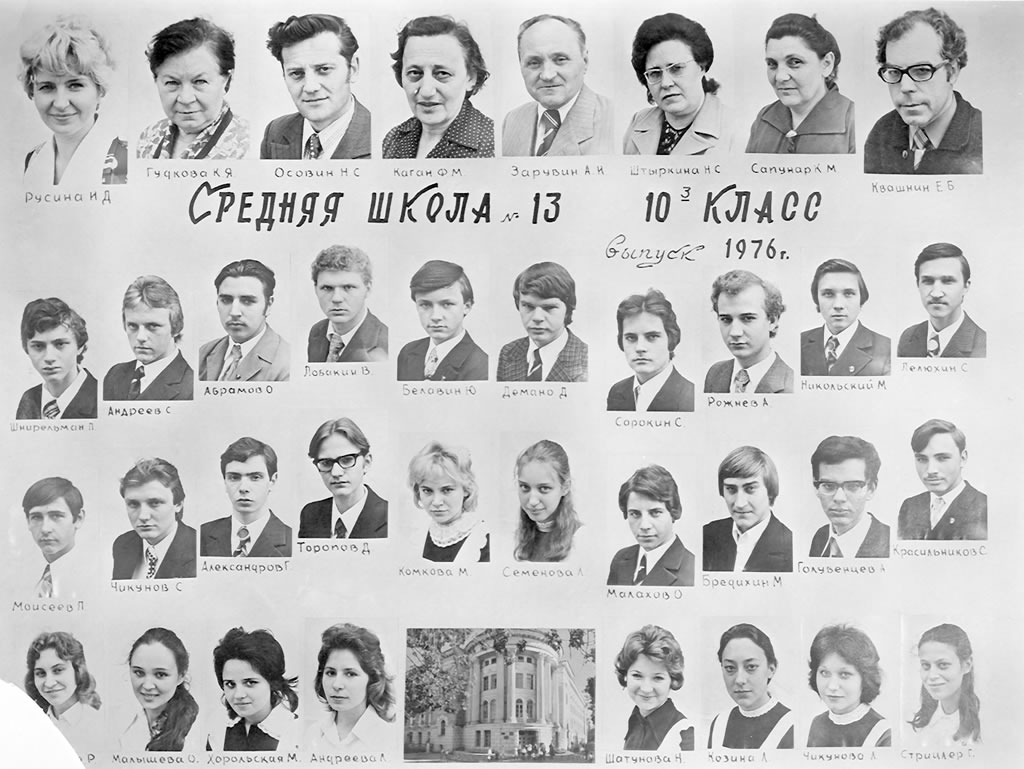 Русина И Д
Гудкова К Я.
Осовин Н С
Каган Ф М.
Зарувин А. И
Штыркина Н С
Сапунар К М
Квашнин Е Б
СРЕДНЯЯ ШКОЛА № 13 10 З КЛАСС
выпуск 1976 г.
Шнирельман П.
Андреев С
Абрамов О
Лобакин В.
Белавин Ю
Демано Д
Сорокин С
Рожнев А.
Никольский М
Лелюхин С
Моисеев П
Чикунов С
Александров Г.
Торопов Д
Комкова М.
Семенова Л.
Малахов О
Бредихин М.
Голубенцев А
Красильников С.
Р
Малышева О.
Хорольская М.
Андреева Л.
Шатунова Н
Козина Л
Чикунова Л
Стриллер Г.